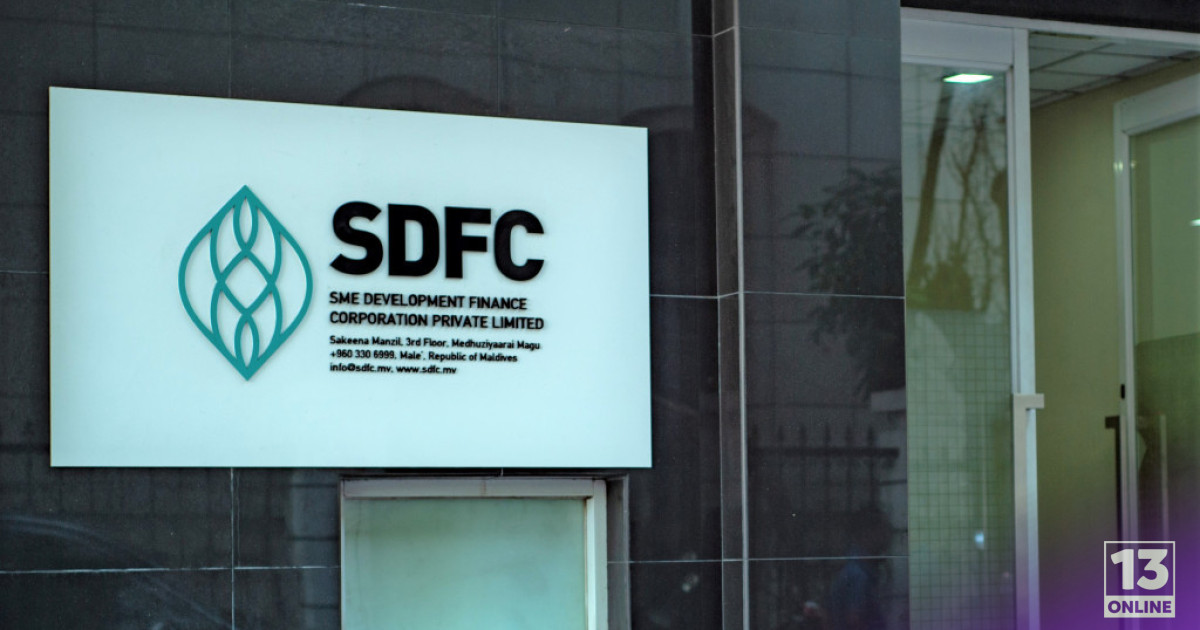 SDFC
SME DEVELOPMENT FINANCE
CORPORATION PRIVATE LIMITED
Sakeena Manzil, 3rd Floor, Medhuziyaarai Magu
+960 330 6999, Male', Republic of Maldives
info@sdfc.mv, www.sdfc.mv
13
ONLINE